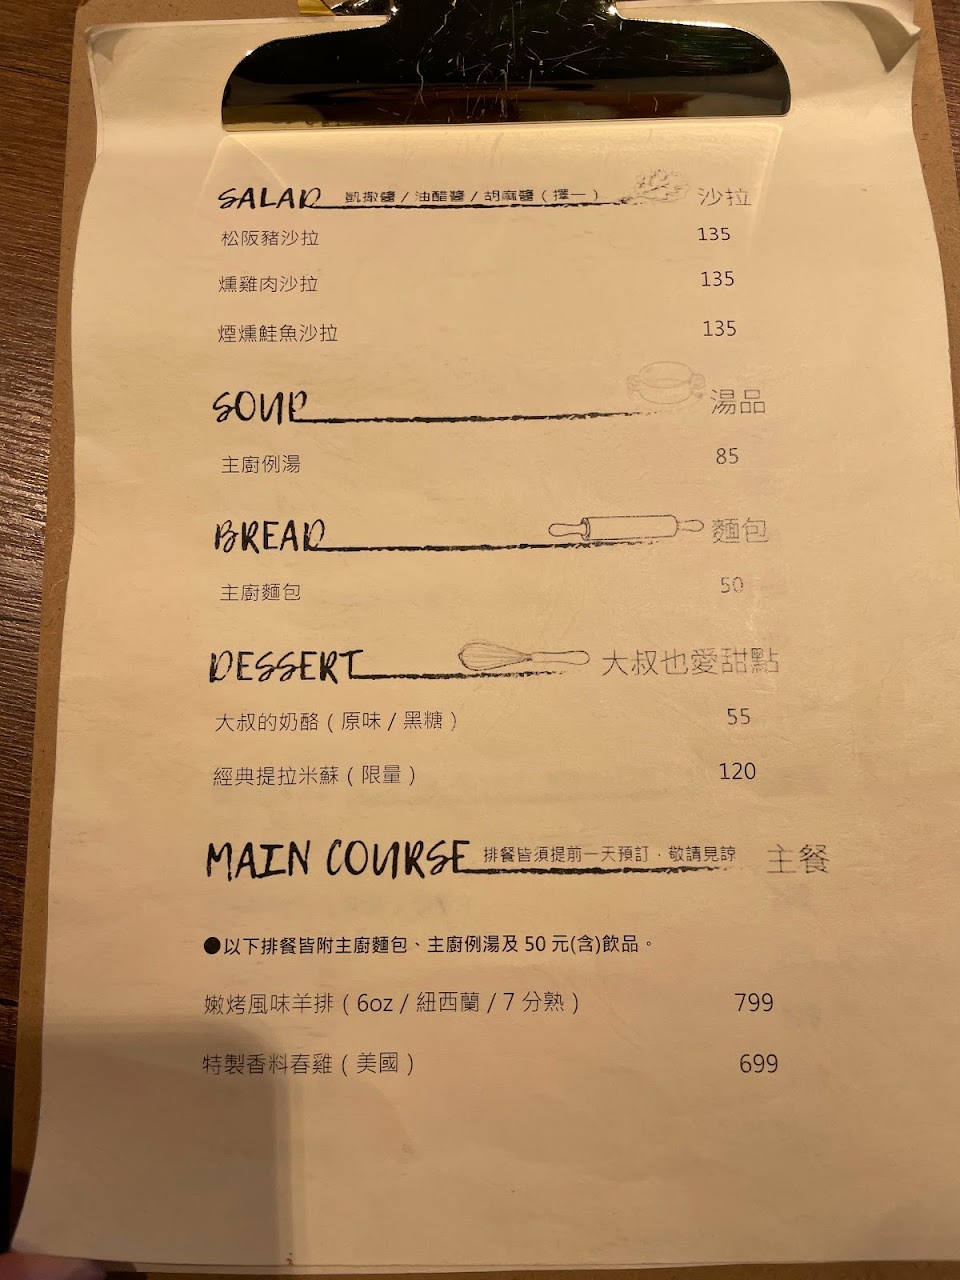 SALAD 凱撒醬 / 油醋醬 / 胡麻醬 ( 擇一 ) 沙拉
松阪豬沙拉 135
燻雞肉沙拉 135
煙燻鮭魚沙拉 135
SOUP 湯品
主廚例湯 85
BREAD 麵包
主廚麵包 50
DESSERT 大叔也愛甜點
大叔的奶酪 ( 原味 / 黑糖 ) 55
經典提拉米蘇 ( 限量 ) 120
MAIN COURSE 排餐皆須提前一天預訂，敬請見諒 主餐
●以下排餐皆附主廚麵包、主廚例湯及 50 元(含)飲品。
嫩烤風味羊排 ( 6oz / 紐西蘭 / 7 分熟 ) 799
特製香料春雞 ( 美國 ) 699